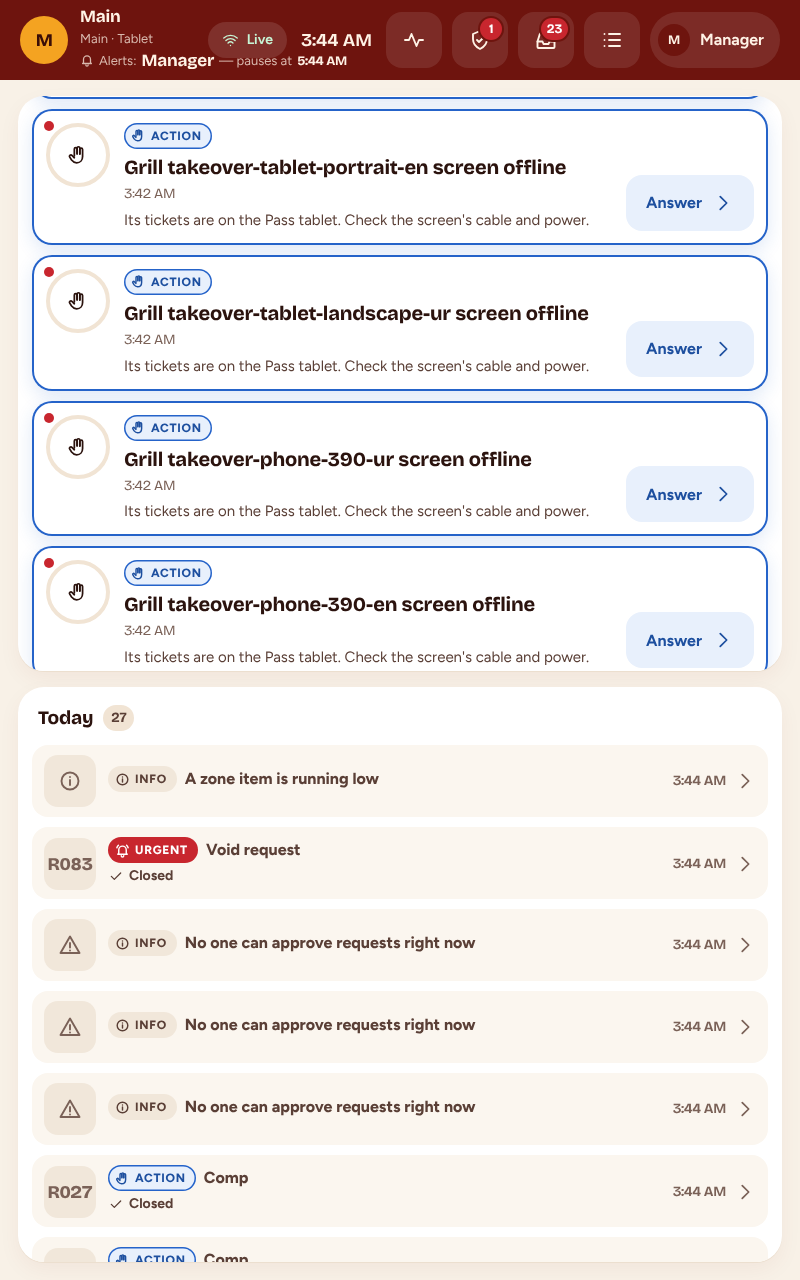 M
Main
Main · Tablet
Alerts: Manager — pauses at 5:44 AM
Live
3:44 AM
1
23
M
Manager
ACTION
Grill takeover-tablet-portrait-en screen offline
3:42 AM
Its tickets are on the Pass tablet. Check the screen's cable and power.
Answer
ACTION
Grill takeover-tablet-landscape-ur screen offline
3:42 AM
Its tickets are on the Pass tablet. Check the screen's cable and power.
Answer
ACTION
Grill takeover-phone-390-ur screen offline
3:42 AM
Its tickets are on the Pass tablet. Check the screen's cable and power.
Answer
ACTION
Grill takeover-phone-390-en screen offline
3:42 AM
Its tickets are on the Pass tablet. Check the screen's cable and power.
Answer
Today 27
INFO A zone item is running low 3:44 AM
R083 URGENT Void request 3:44 AM
Closed
INFO No one can approve requests right now 3:44 AM
INFO No one can approve requests right now 3:44 AM
INFO No one can approve requests right now 3:44 AM
R027 ACTION Comp 3:44 AM
Closed
ACTION Comp